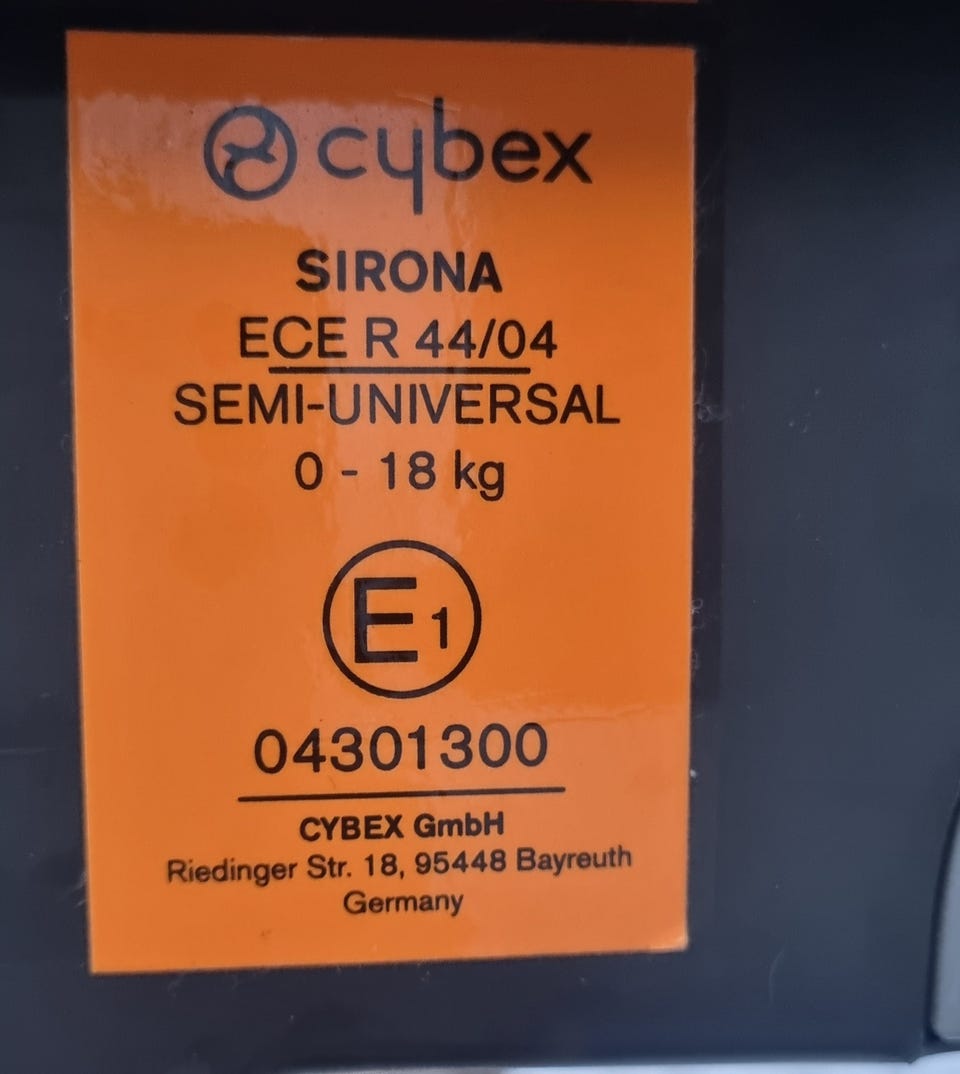 cybex
SIRONA
ECE R 44/04
SEMI-UNIVERSAL
0 - 18 kg
E1
04301300
CYBEX GmbH
Riedinger Str. 18, 95448 Bayreuth
Germany